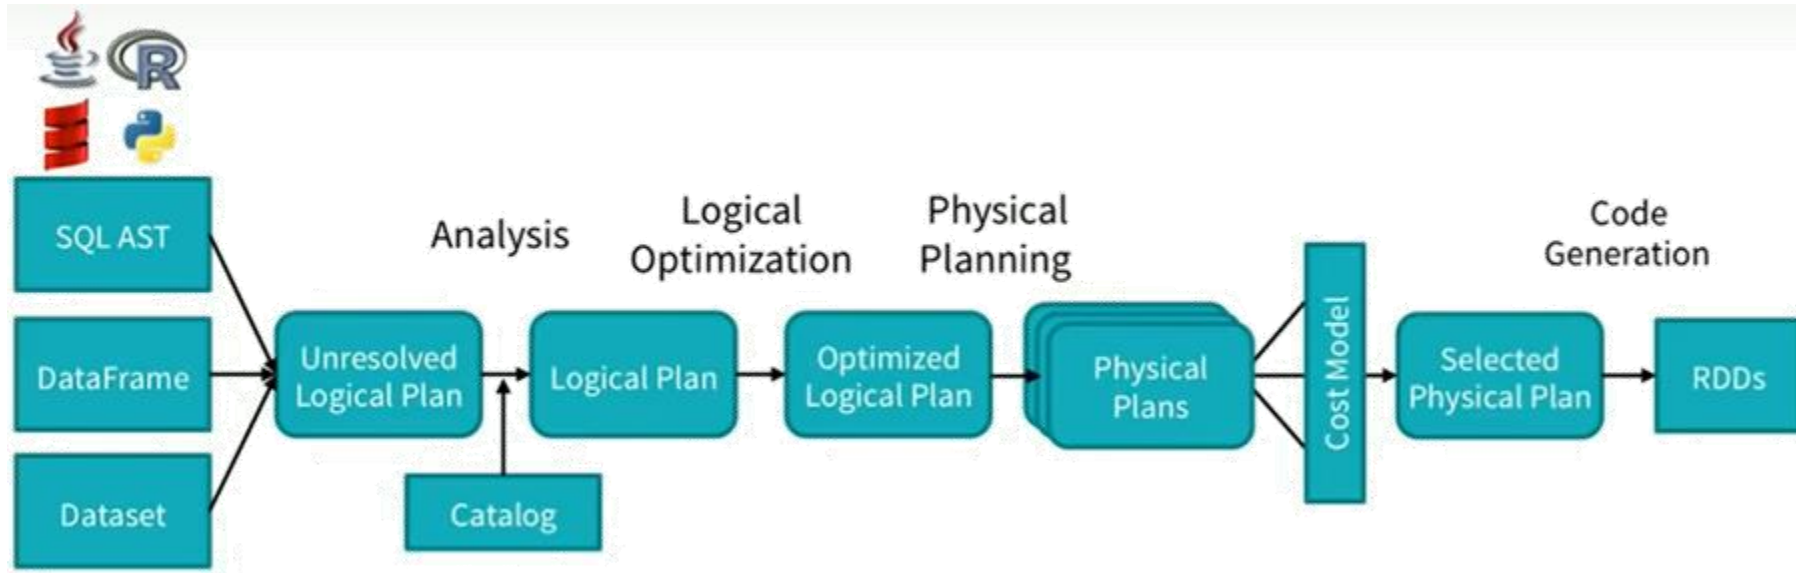 R
SQL AST
DataFrame
Dataset
Analysis
Unresolved
Logical Plan
Catalog
Logical
Optimization
Logical Plan
Optimized
Logical Plan
Physical
Planning
Physical
Plans
Cost Model
Selected
Physical Plan
Code
Generation
RDDs